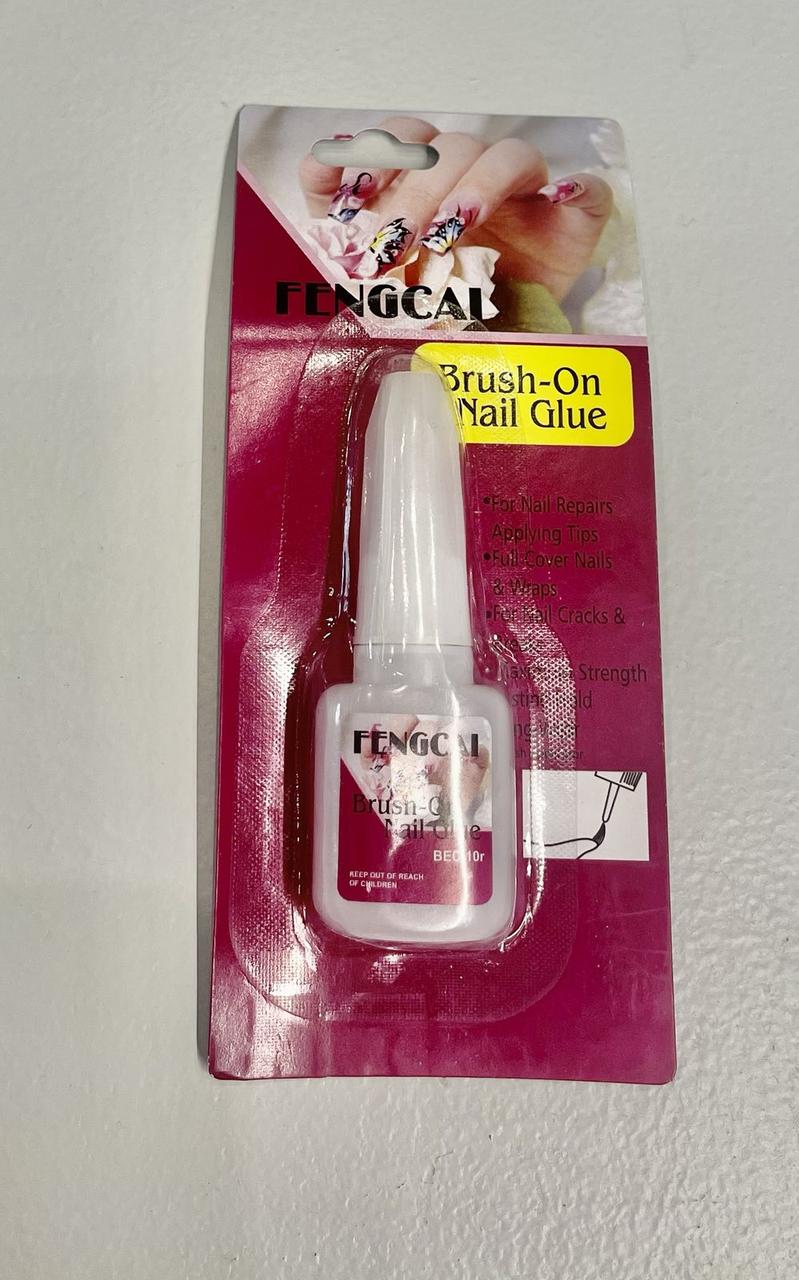 FENGCAI
Brush-On
Nail Glue
•For Nail Repairs
Applying Tips
•Full Cover Nails
& Wraps
•For Nail Cracks &
Strength
FENGCAI
Brush-On
Nail Glue
KEEP OUT OF REACH
OF CHILDREN